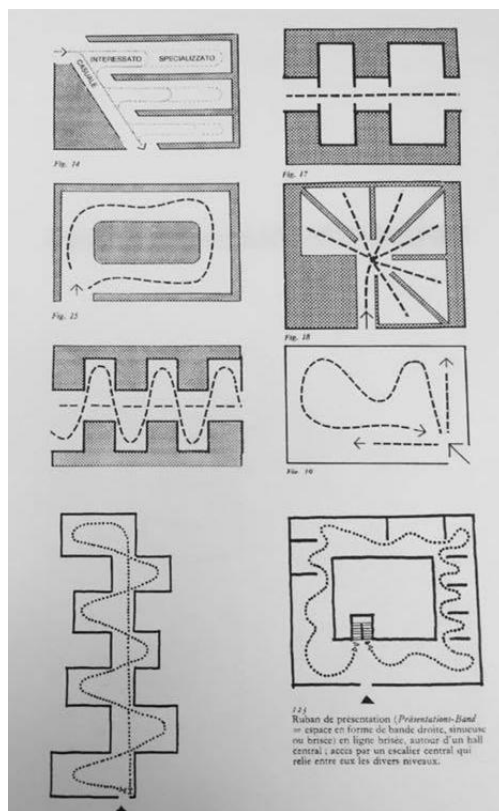 INTERESSATO
SPECIALIZZATO
CASUALE
Fig. 14
Fig. 17
Fig. 15
Fig. 18
Fig. 19
123
Ruban de présentation (Präsentations-Band
= espace en forme de bande droite, sinueuse
ou brisée) en ligne brisée, autour d'un hall
central ; accès par un escalier central qui
relie entre eux les divers niveaux.